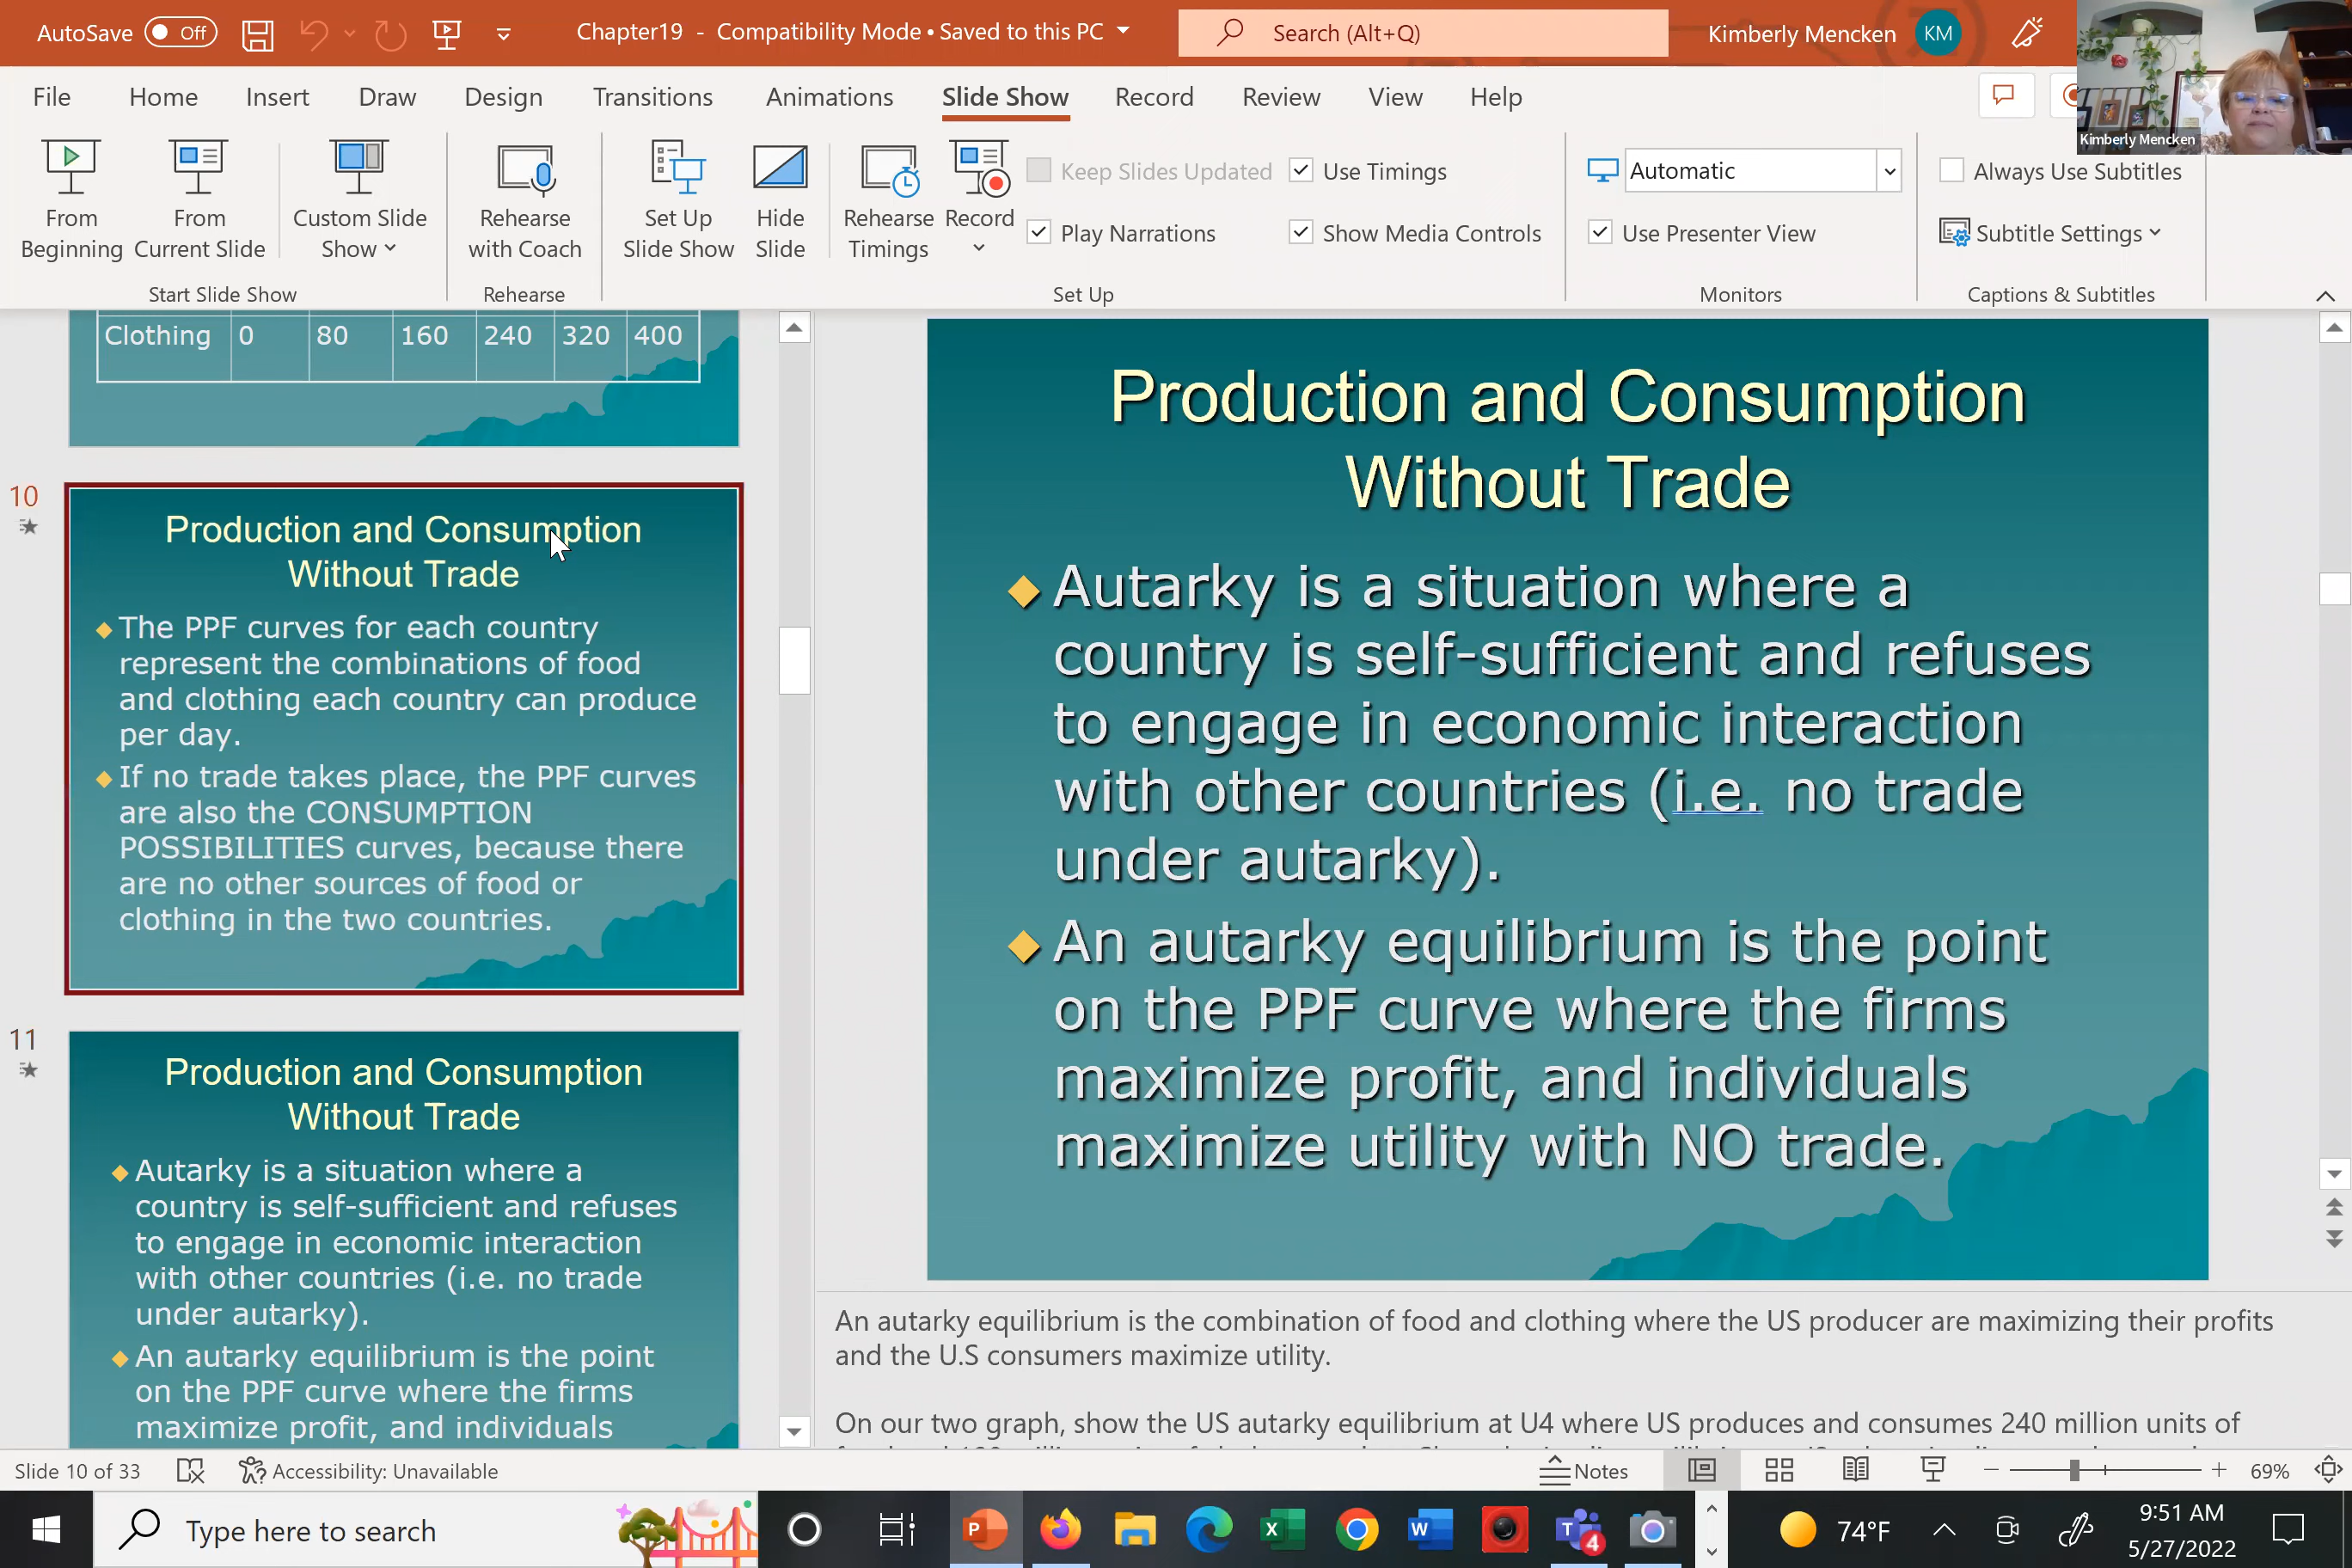 AutoSave Off Chapter19 - Compatibility Mode • Saved to this PC Search (Alt+Q) Kimberly Mencken KM
File Home Insert Draw Design Transitions Animations Slide Show Record Review View Help
Kimberly Mencken
From Beginning
From Current Slide
Custom Slide Show
Rehearse with Coach
Set Up Slide Show
Hide Slide
Rehearse Timings
Record
Keep Slides Updated
Use Timings
Play Narrations
Show Media Controls
Automatic
Use Presenter View
Always Use Subtitles
Subtitle Settings
Start Slide Show Rehearse Set Up Monitors Captions & Subtitles
Clothing 0 80 160 240 320 400
10
Production and Consumption
Without Trade
The PPF curves for each country
represent the combinations of food
and clothing each country can produce
per day.
If no trade takes place, the PPF curves
are also the CONSUMPTION
POSSIBILITIES curves, because there
are no other sources of food or
clothing in the two countries.
11
Production and Consumption
Without Trade
Autarky is a situation where a
country is self-sufficient and refuses
to engage in economic interaction
with other countries (i.e. no trade
under autarky).
An autarky equilibrium is the point
on the PPF curve where the firms
maximize profit, and individuals
Production and Consumption
Without Trade
Autarky is a situation where a
country is self-sufficient and refuses
to engage in economic interaction
with other countries (i.e. no trade
under autarky).
An autarky equilibrium is the point
on the PPF curve where the firms
maximize profit, and individuals
maximize utility with NO trade.
An autarky equilibrium is the combination of food and clothing where the US producer are maximizing their profits
and the U.S consumers maximize utility.
On our two graph, show the US autarky equilibrium at U4 where US produces and consumes 240 million units of
Slide 10 of 33 Accessibility: Unavailable Notes 69%
Type here to search
P
X
W
T
4
74°F
9:51 AM
5/27/2022